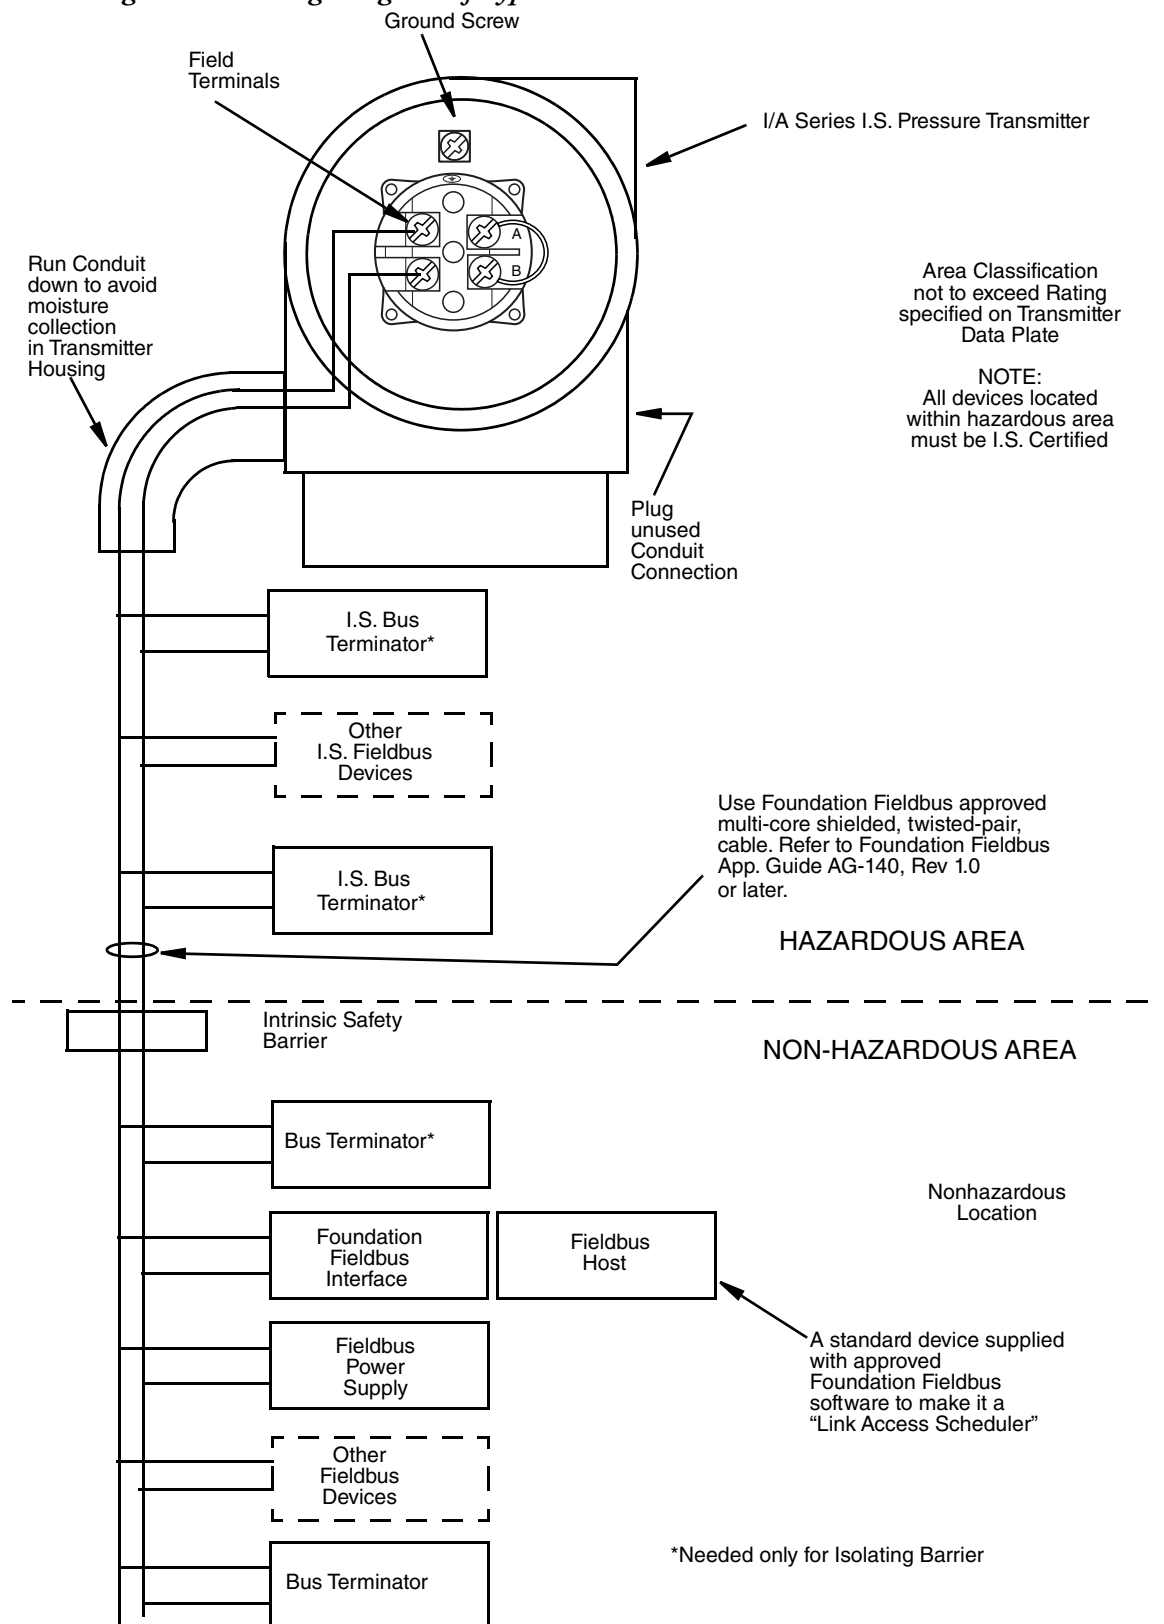 Ground Screw
Field
Terminals
I/A Series I.S. Pressure Transmitter
A
B
Run Conduit
down to avoid
moisture
collection
in Transmitter
Housing
Area Classification
not to exceed Rating
specified on Transmitter
Data Plate
NOTE:
All devices located
within hazardous area
must be I.S. Certified
Plug
unused
Conduit
Connection
I.S. Bus
Terminator*
Other
I.S. Fieldbus
Devices
Use Foundation Fieldbus approved
multi-core shielded, twisted-pair,
cable. Refer to Foundation Fieldbus
App. Guide AG-140, Rev 1.0
or later.
I.S. Bus
Terminator*
HAZARDOUS AREA
Intrinsic Safety
Barrier
NON-HAZARDOUS AREA
Bus Terminator*
Nonhazardous
Location
Foundation
Fieldbus
Interface
Fieldbus
Host
A standard device supplied
with approved
Foundation Fieldbus
software to make it a
“Link Access Scheduler”
Fieldbus
Power
Supply
Other
Fieldbus
Devices
*Needed only for Isolating Barrier
Bus Terminator